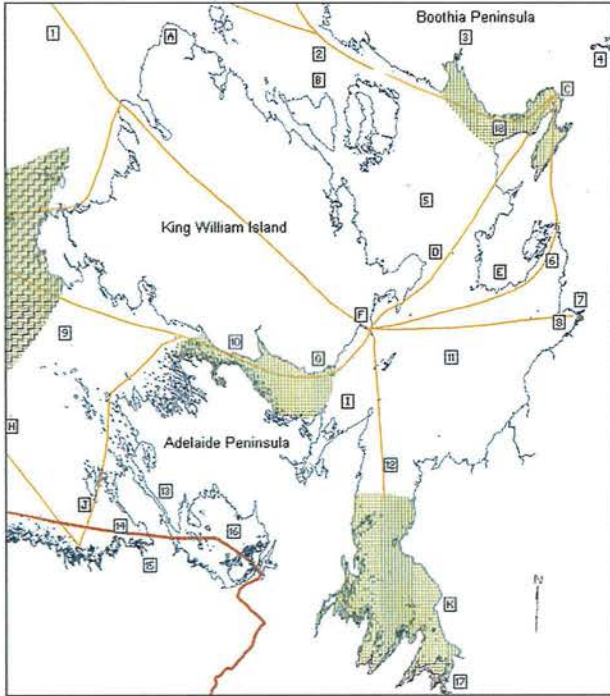 Boothia Peninsula
1
A
2
3
4
B
C
18
5
King William Island
D
E
6
F
7
8
9
10
G
11
I
H
Adelaide Peninsula
12
J
13
14
15
16
N
K
17